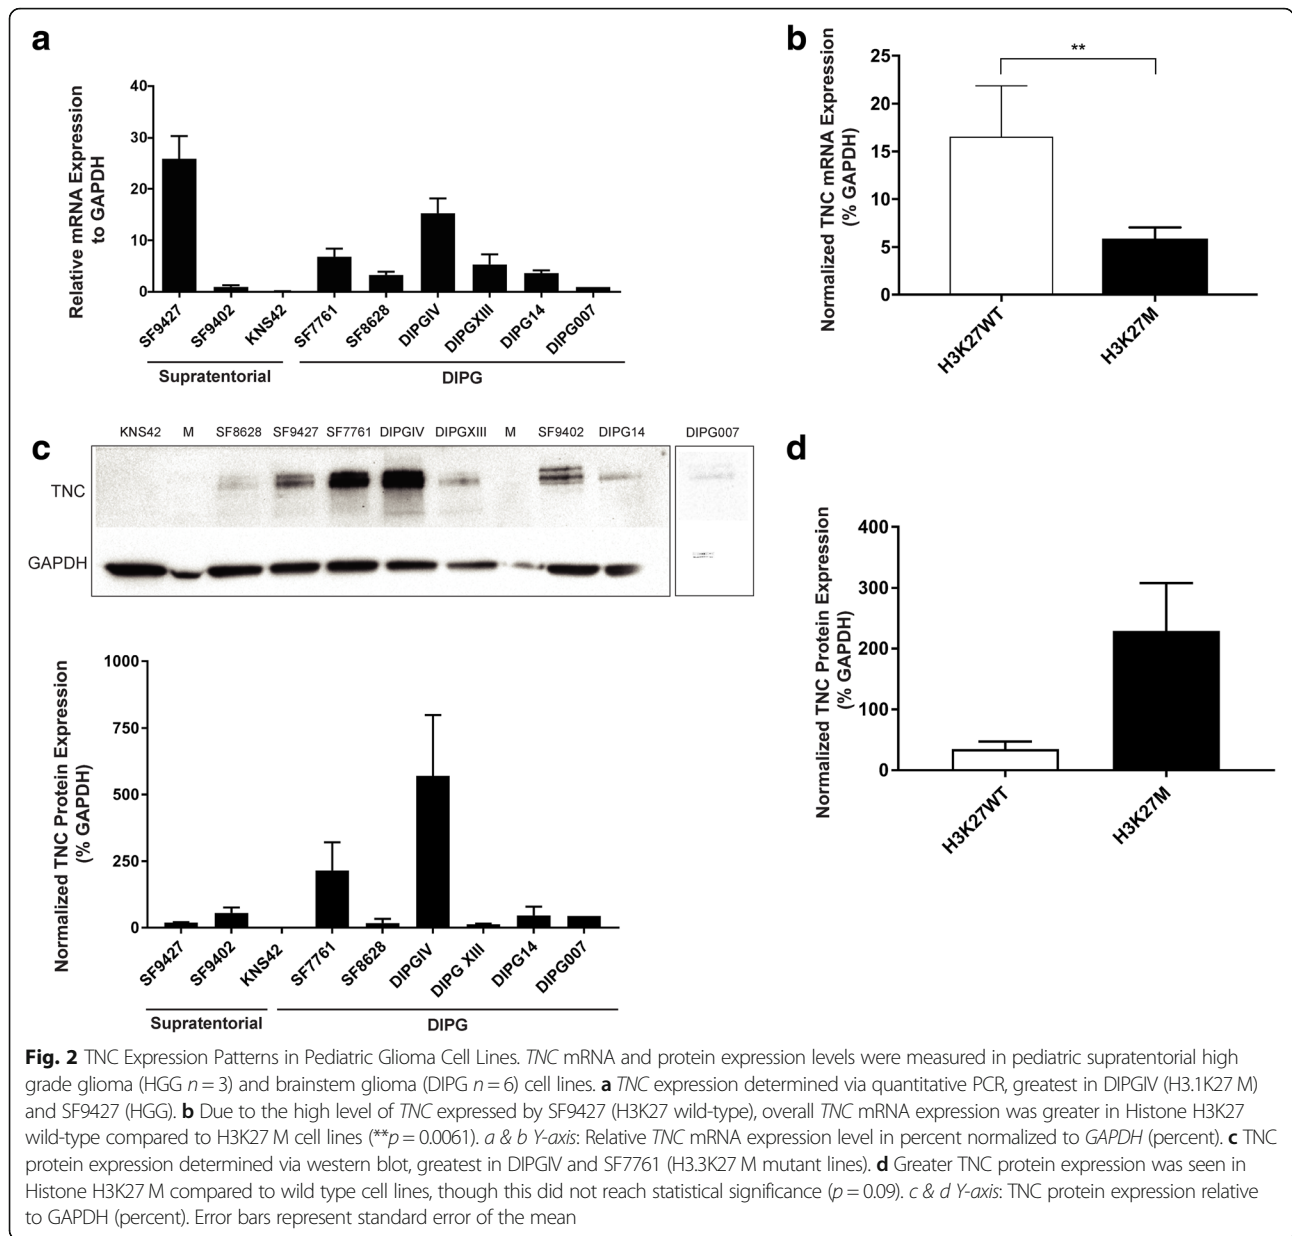 a
Relative mRNA Expression
to GAPDH
40
30
20
10
0
SF9427
SF9402
KNS42
SF7761
SF8628
DIPGIV
DIPGXIII
DIPG14
DIPG007
Supratentorial
DIPG
b
Normalized TNC mRNA Expression
(% GAPDH)
25
20
15
10
5
0
**
H3K27WT
H3K27M
c
KNS42 M SF8628 SF9427 SF7761 DIPGIV DIPGXIII M SF9402 DIPG14 DIPG007
TNC
GAPDH
Normalized TNC Protein Expression
(% GAPDH)
1000
750
500
250
0
SF9427
SF9402
KNS42
SF7761
SF8628
DIPGIV
DIPG XIII
DIPG14
DIPG007
Supratentorial
DIPG
d
Normalized TNC Protein Expression
(% GAPDH)
400
300
200
100
0
H3K27WT
H3K27M
Fig. 2 TNC Expression Patterns in Pediatric Glioma Cell Lines. TNC mRNA and protein expression levels were measured in pediatric supratentorial high
grade glioma (HGG n = 3) and brainstem glioma (DIPG n = 6) cell lines. a TNC expression determined via quantitative PCR, greatest in DIPGIV (H3.1K27 M)
and SF9427 (HGG). b Due to the high level of TNC expressed by SF9427 (H3K27 wild-type), overall TNC mRNA expression was greater in Histone H3K27
wild-type compared to H3K27 M cell lines (**p = 0.0061). a & b Y-axis: Relative TNC mRNA expression level in percent normalized to GAPDH (percent). c TNC
protein expression determined via western blot, greatest in DIPGIV and SF7761 (H3.3K27 M mutant lines). d Greater TNC protein expression was seen in
Histone H3K27 M compared to wild type cell lines, though this did not reach statistical significance (p = 0.09). c & d Y-axis: TNC protein expression relative
to GAPDH (percent). Error bars represent standard error of the mean